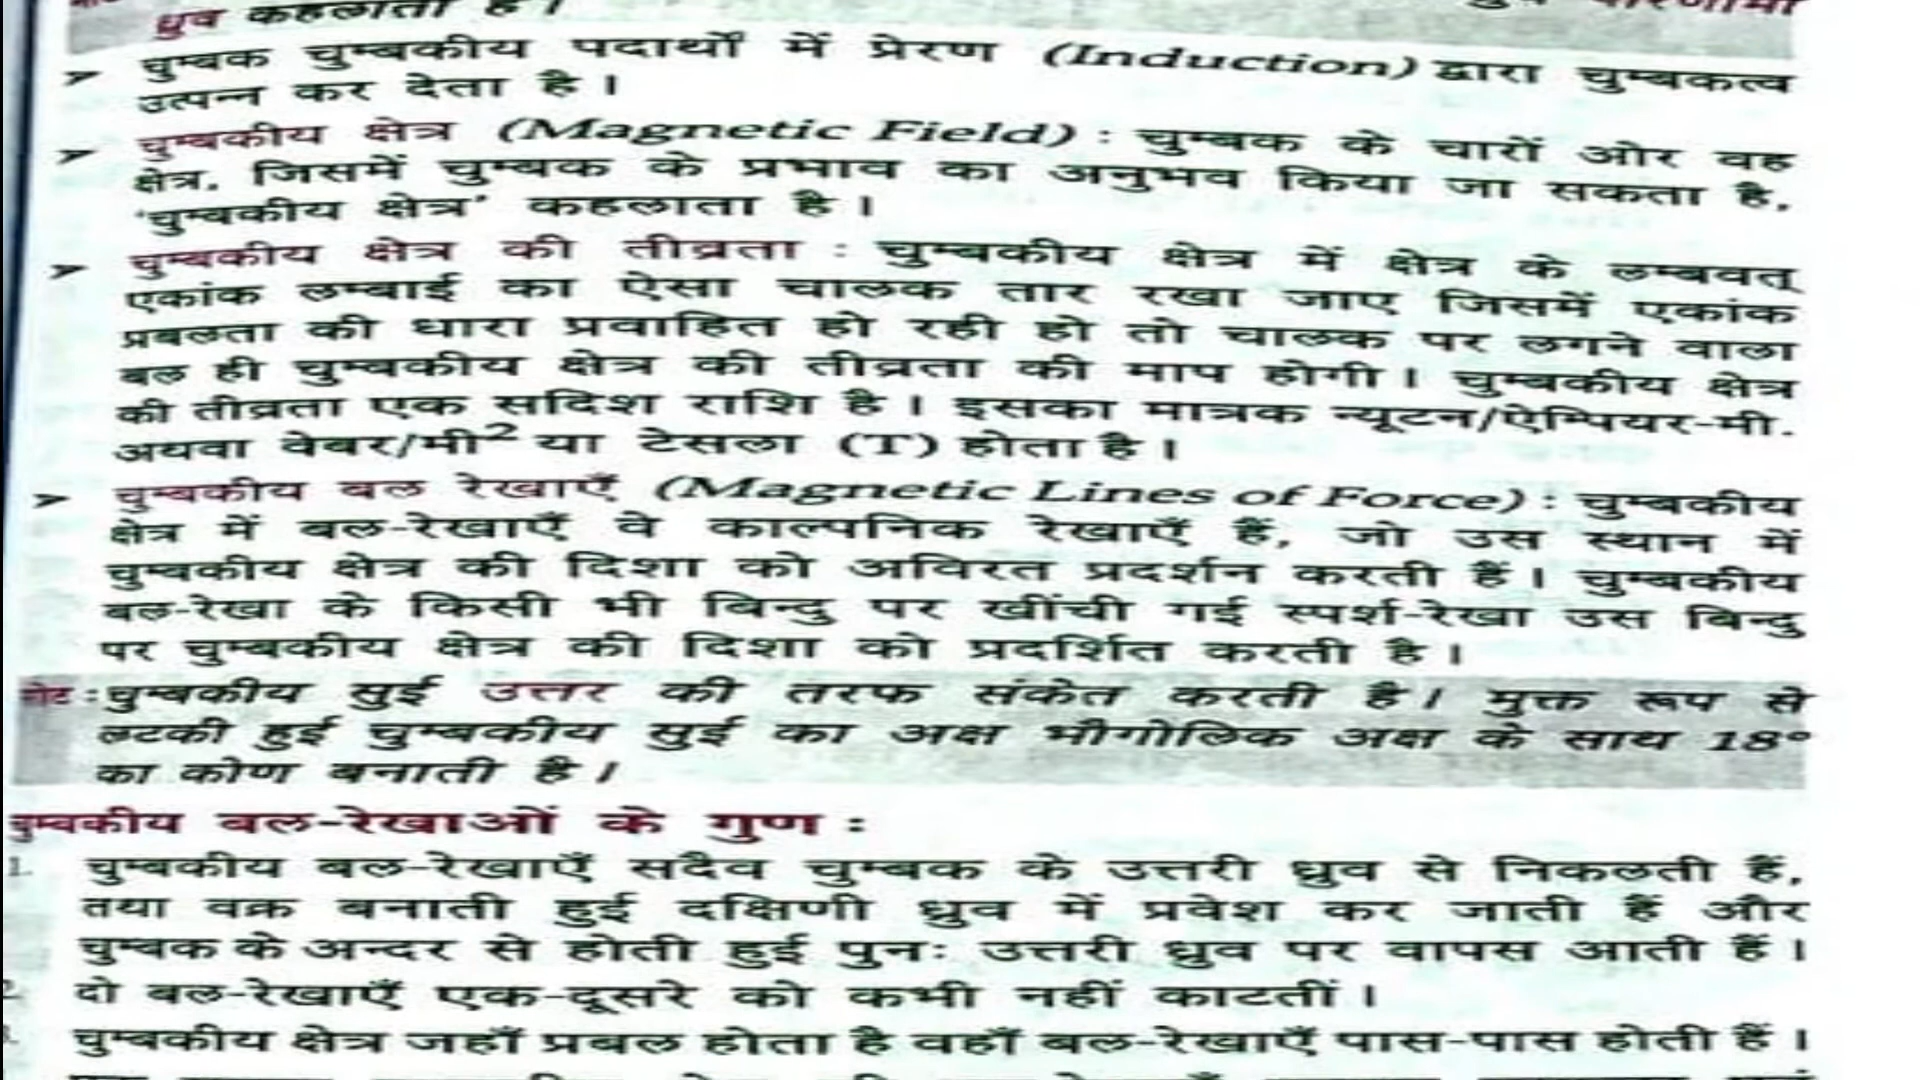 ध्रुव कहलाता है।
चुम्बक चुम्बकीय पदार्थों में प्रेरण (Induction) द्वारा चुम्बकत्व
उत्पन्न कर देता है।
चुम्बकीय क्षेत्र (Magnetic Field) : चुम्बक के चारों ओर वह
क्षेत्र, जिसमें चुम्बक के प्रभाव का अनुभव किया जा सकता है,
'चुम्बकीय क्षेत्र' कहलाता है।
चुम्बकीय क्षेत्र की तीव्रता : चुम्बकीय क्षेत्र में क्षेत्र के लम्बवत्
एकांक लम्बाई का ऐसा चालक तार रखा जाए जिसमें एकांक
प्रबलता की धारा प्रवाहित हो रही हो तो चालक पर लगने वाला
बल ही चुम्बकीय क्षेत्र की तीव्रता की माप होगी। चुम्बकीय क्षेत्र
की तीव्रता एक सदिश राशि है। इसका मात्रक न्यूटन/ऐम्पियर-मी.
अथवा वेबर/मी² या टेसला (T) होता है।
चुम्बकीय बल रेखाएँ (Magnetic Lines of Force) : चुम्बकीय
क्षेत्र में बल-रेखाएँ वे काल्पनिक रेखाएँ हैं, जो उस स्थान में
चुम्बकीय क्षेत्र की दिशा को अविरत प्रदर्शन करती हैं। चुम्बकीय
बल-रेखा के किसी भी बिन्दु पर खींची गई स्पर्श-रेखा उस बिन्दु
पर चुम्बकीय क्षेत्र की दिशा को प्रदर्शित करती है।
नोट : चुम्बकीय सुई उत्तर की तरफ संकेत करती है। मुक्त रूप से
लटकी हुई चुम्बकीय सुई का अक्ष भौगोलिक अक्ष के साथ 18°
का कोण बनाती है।
चुम्बकीय बल-रेखाओं के गुण :
1. चुम्बकीय बल-रेखाएँ सदैव चुम्बक के उत्तरी ध्रुव से निकलती हैं,
तथा वक्र बनाती हुई दक्षिणी ध्रुव में प्रवेश कर जाती हैं और
चुम्बक के अन्दर से होती हुई पुनः उत्तरी ध्रुव पर वापस आती हैं।
2. दो बल-रेखाएँ एक-दूसरे को कभी नहीं काटतीं।
3. चुम्बकीय क्षेत्र जहाँ प्रबल होता है वहाँ बल-रेखाएँ पास-पास होती हैं।